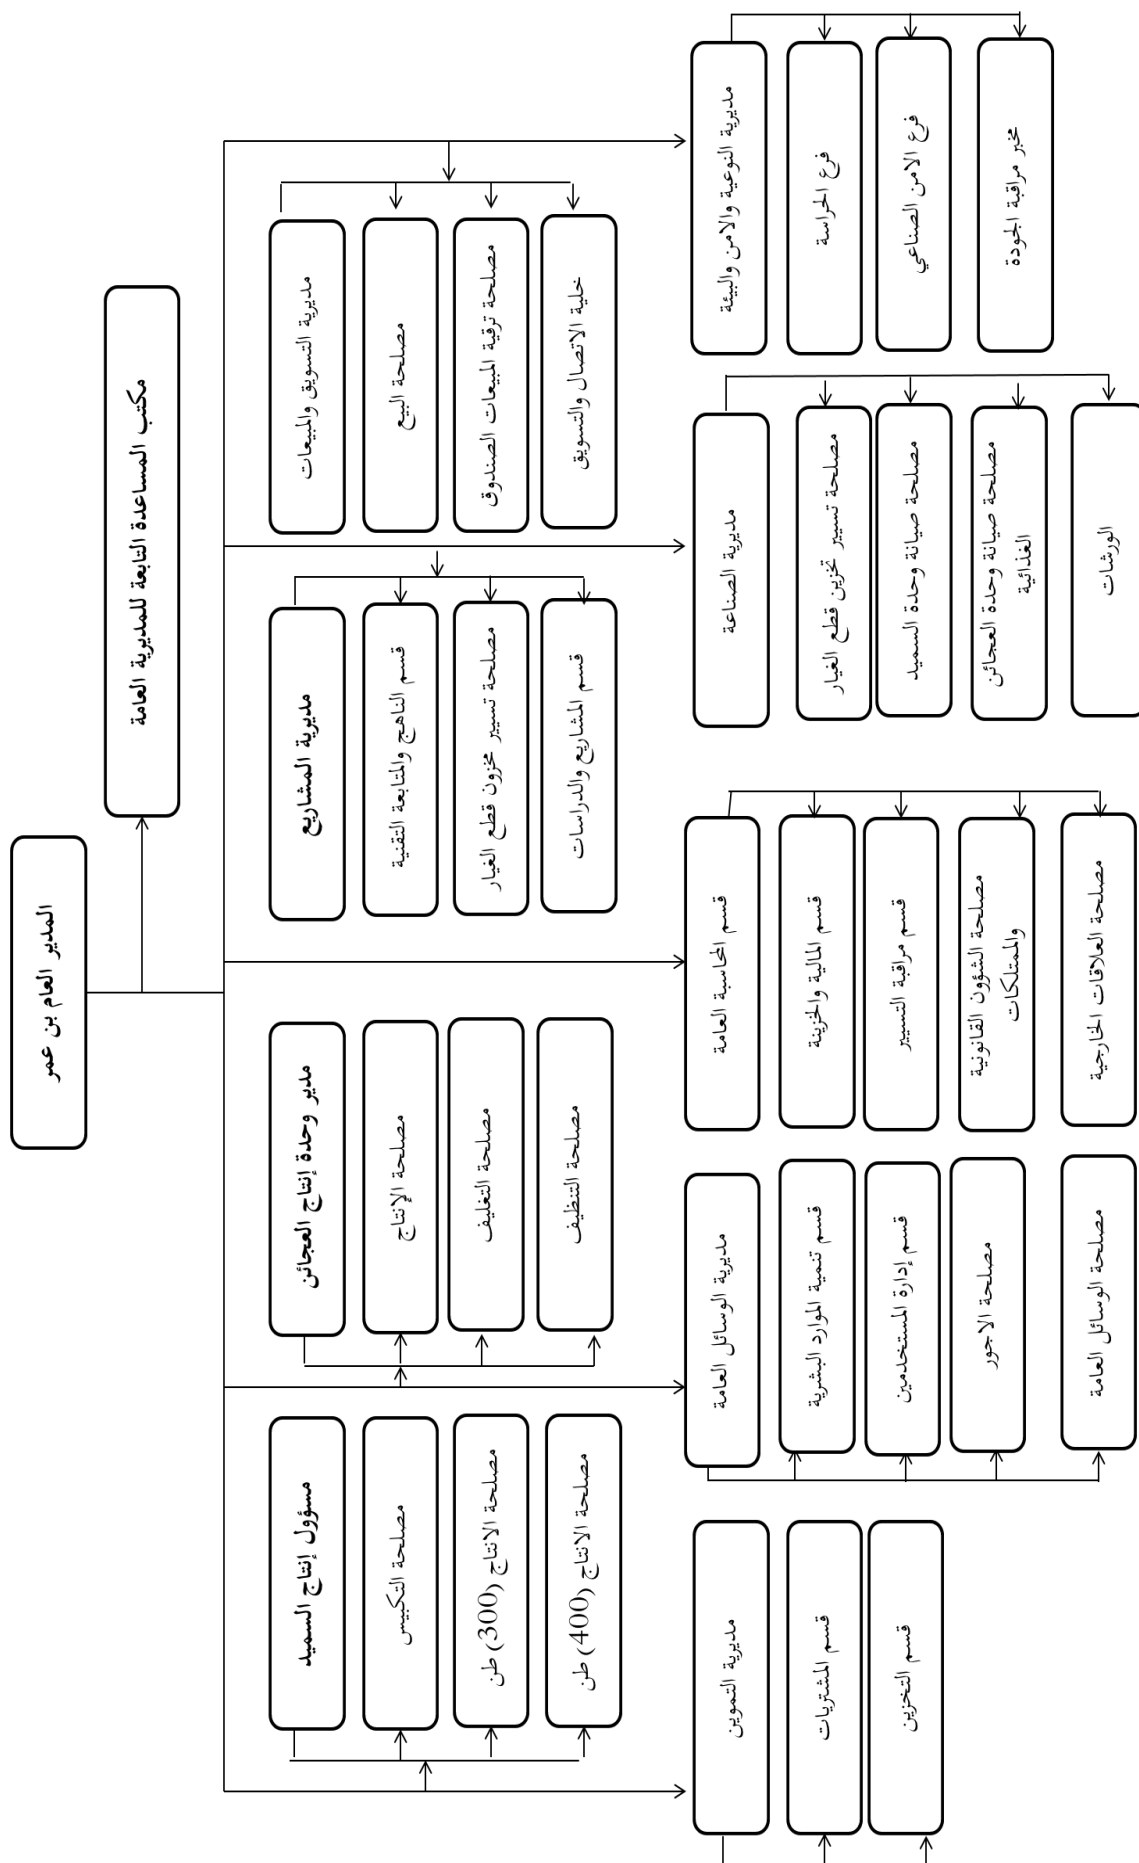 المدير العام بن عمر
مكتب المساعدة التابعة للمديرية العامة
مديرية التسويق والمبيعات
مصلحة البيع
مصلحة ترقية المبيعات الصندوق
خلية الاتصال والتسويق
مديرية المشاريع
قسم الناهج والمتابعة التقنية
مصلحة تسيير مخزون قطع الغيار
قسم المشاريع والدراسات
مدير وحدة إنتاج العجائن
مصلحة الإنتاج
مصلحة التغليف
مصلحة التنظيف
مسؤول إنتاج السميد
مصلحة التكييس
مصلحة الانتاج (300) طن
مصلحة الانتاج (400) طن
مديرية النوعية والامن والبيئة
فرع الحراسة
فرع الامن الصناعي
مخبر مراقبة الجودة
مديرية الصناعة
مصلحة تسيير تخزين قطع الغيار
مصلحة صيانة وحدة السميد
مصلحة صيانة وحدة العجائن
الغذائية
الورشات
قسم المحاسبة العامة
قسم المالية والخزينة
قسم مراقبة التسيير
مصلحة الشؤون القانونية
والممتلكات
مصلحة العلاقات الخارجية
مديرية الوسائل العامة
قسم تنمية الموارد البشرية
قسم إدارة المستخدمين
مصلحة الاجور
مصلحة الوسائل العامة
مديرية التموين
قسم المشتريات
قسم التخزين